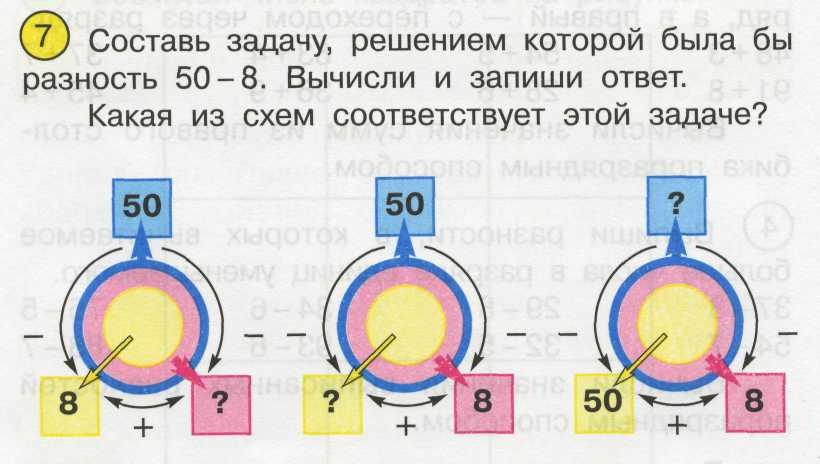 7 Составь задачу, решением которой была бы
разность 50 – 8. Вычисли и запиши ответ.
Какая из схем соответствует этой задаче?
50 50 ?
– – – – – –
8 ? ? 8 50 8
+ + +